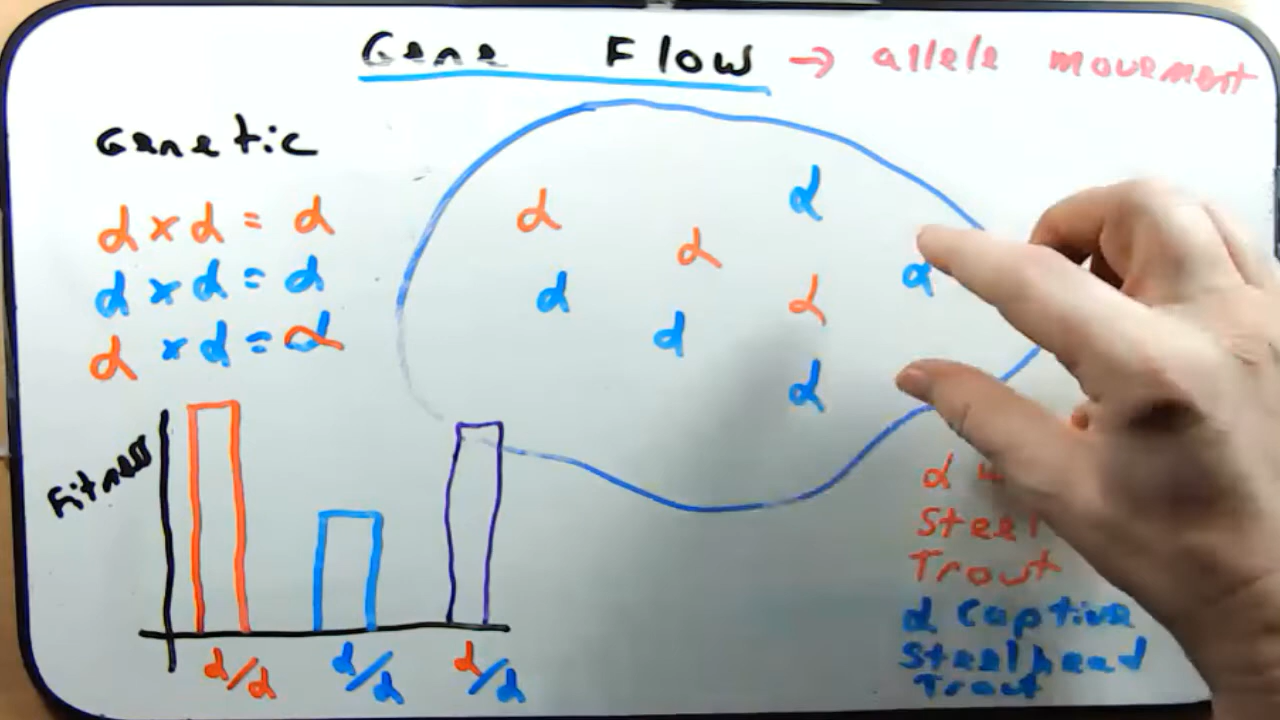 Gene Flow → allele movement
Genetic
α × α = α
α × α = α
α × α = α
α
α
α
α
α
α
α
α
α
Fitness
α/α α/α α/α
α
Steel
Trout
α Captive
Steelhead
Trout